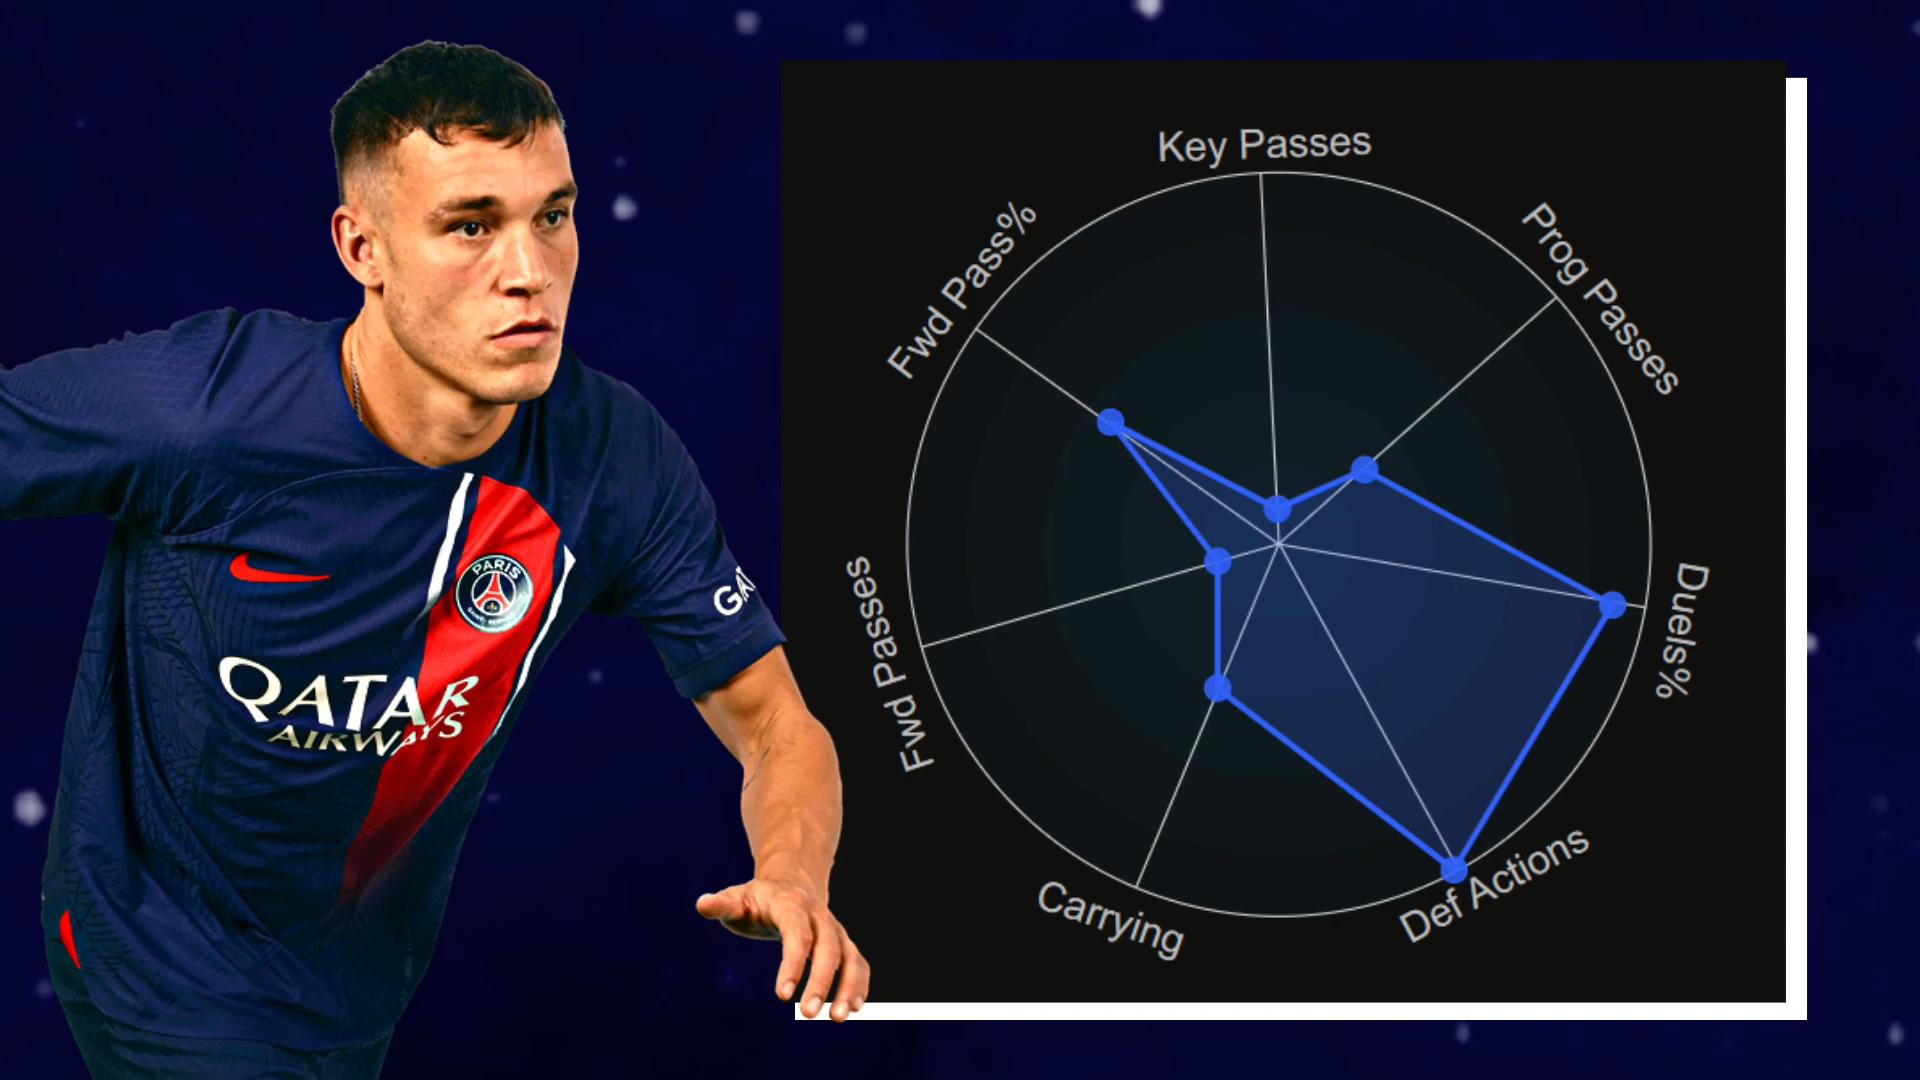 Key Passes
Prog Passes
Duels%
Def Actions
Carrying
Fwd Passes
Fwd Pass%
PARIS
QATAR
AIRWAYS